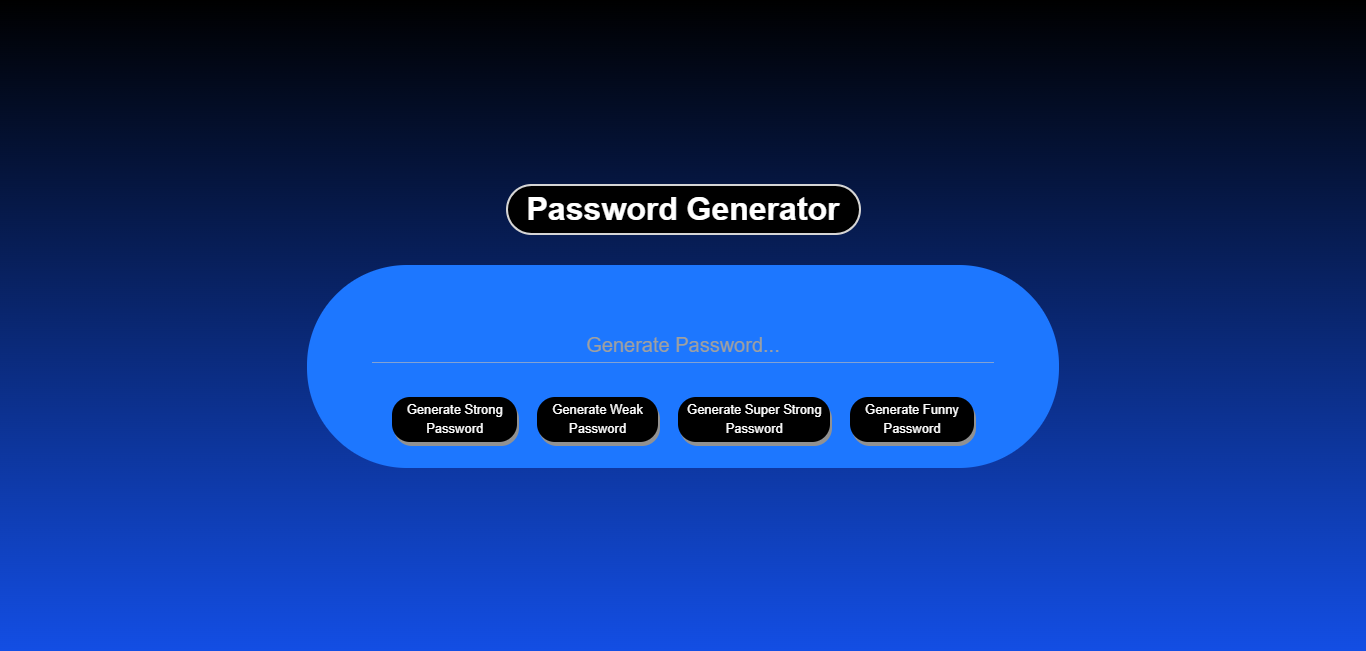 Password Generator
Generate Password...
Generate Strong
Password
Generate Weak
Password
Generate Super Strong
Password
Generate Funny
Password